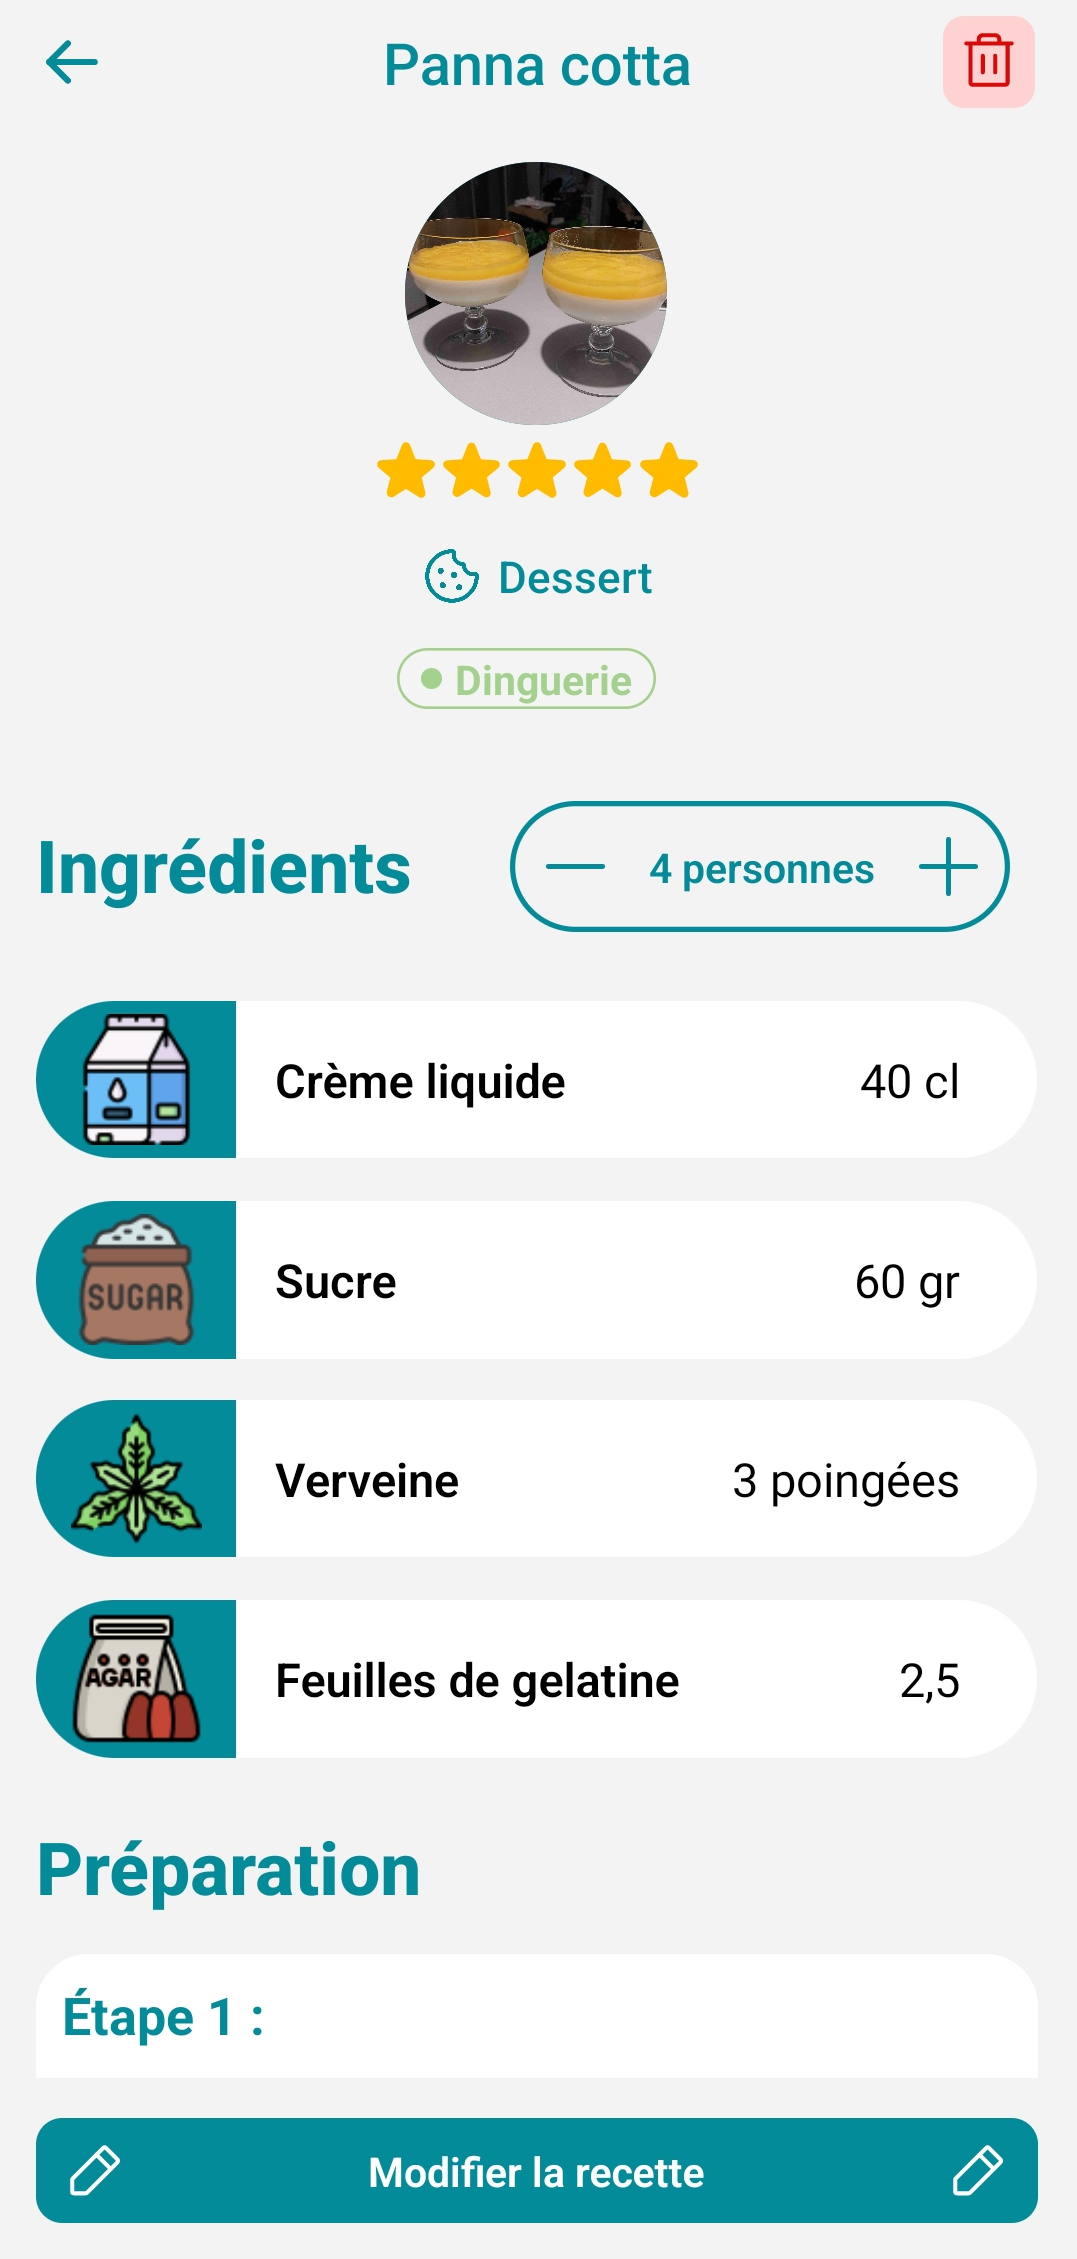 Panna cotta
Dessert
Dinguerie
Ingrédients
4 personnes
Crème liquide 40 cl
SUGAR
Sucre 60 gr
Verveine 3 poingées
AGAR
Feuilles de gelatine 2,5
Préparation
Étape 1 :
Modifier la recette